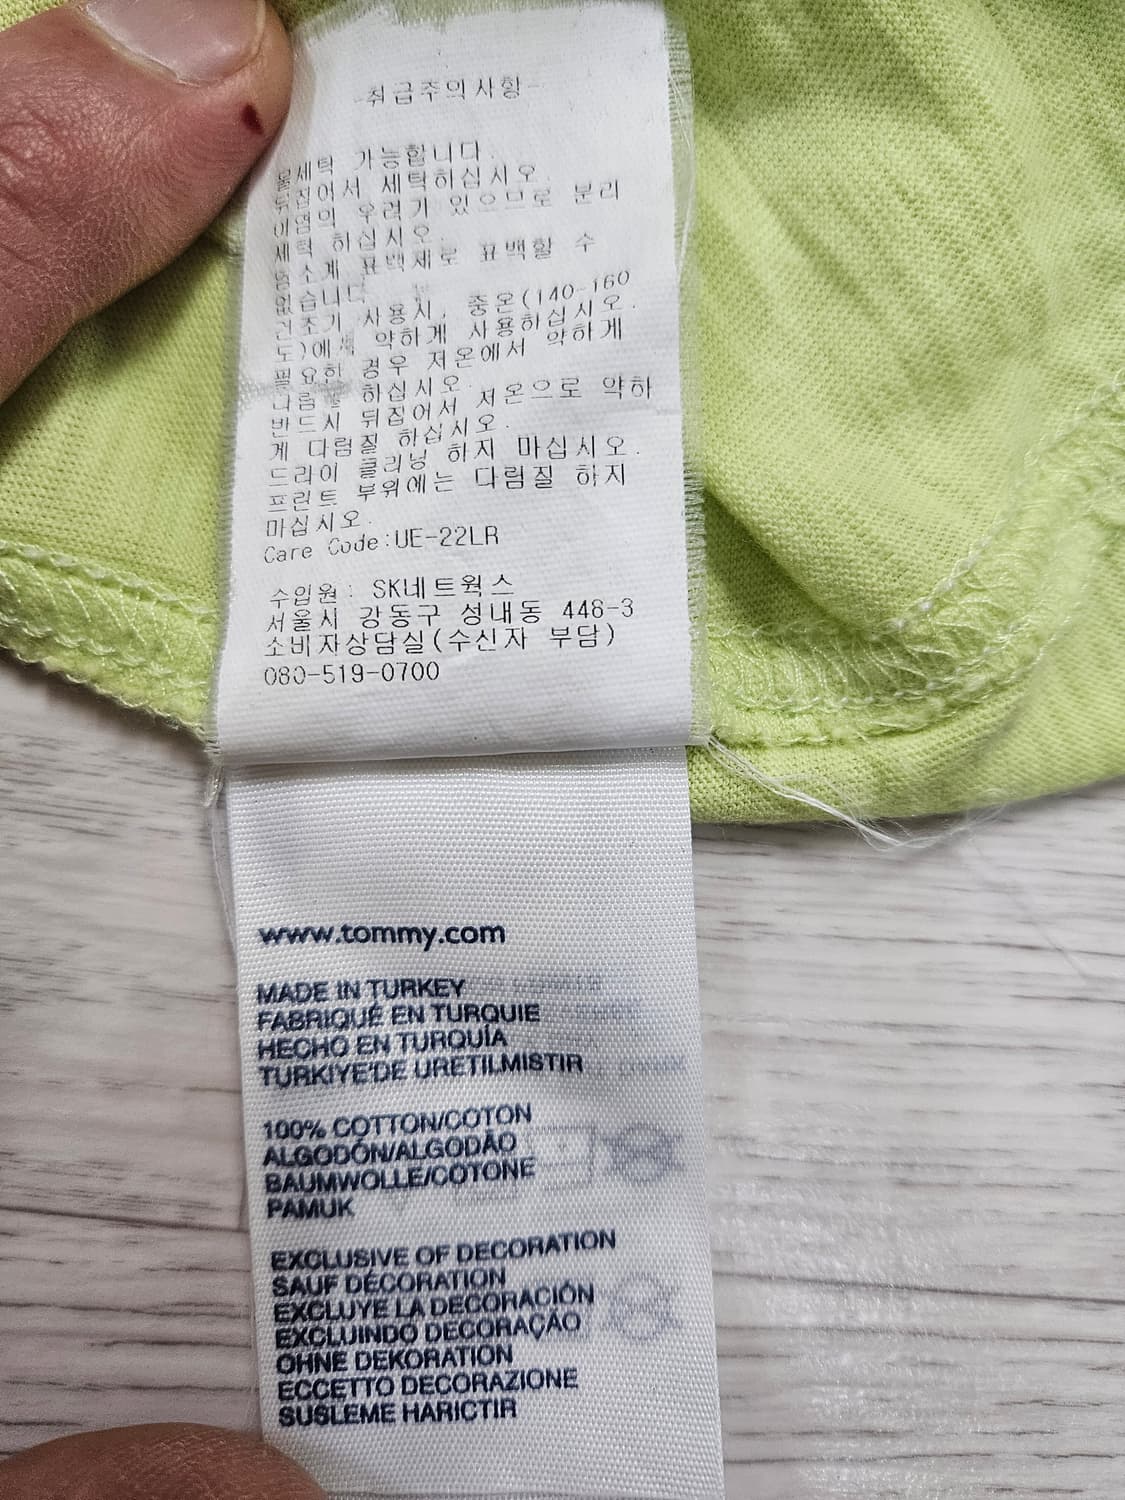 -취급주의사항-
물세탁 가능합니다.
뒤집어서 세탁하십시오.
이염의 우려가 있으므로 분리
세탁 하십시오.
염소계 표백제로 표백할 수
없습니다.
건조기 사용시, 중온(140-160
도)에서 약하게 사용하십시오.
필요한 경우 저온에서 약하게
다림질 하십시오.
반드시 뒤집어서 저온으로 약하
게 다림질 하십시오.
드라이 클리닝 하지 마십시오.
프린트 부위에는 다림질 하지
마십시오.
Care Code:UE-22LR
수입원: SK네트웍스
서울시 강동구 성내동 448-3
소비자상담실(수신자 부담)
080-519-0700
www.tommy.com
MADE IN TURKEY
FABRIQUÉ EN TURQUIE
HECHO EN TURQUÍA
TURKIYE'DE URETILMISTIR
100% COTTON/COTON
ALGODÓN/ALGODÃO
BAUMWOLLE/COTONE
PAMUK
EXCLUSIVE OF DECORATION
SAUF DÉCORATION
EXCLUYE LA DECORACIÓN
EXCLUINDO DECORAÇÃO
OHNE DEKORATION
ECCETTO DECORAZIONE
SUSLEME HARICTIR